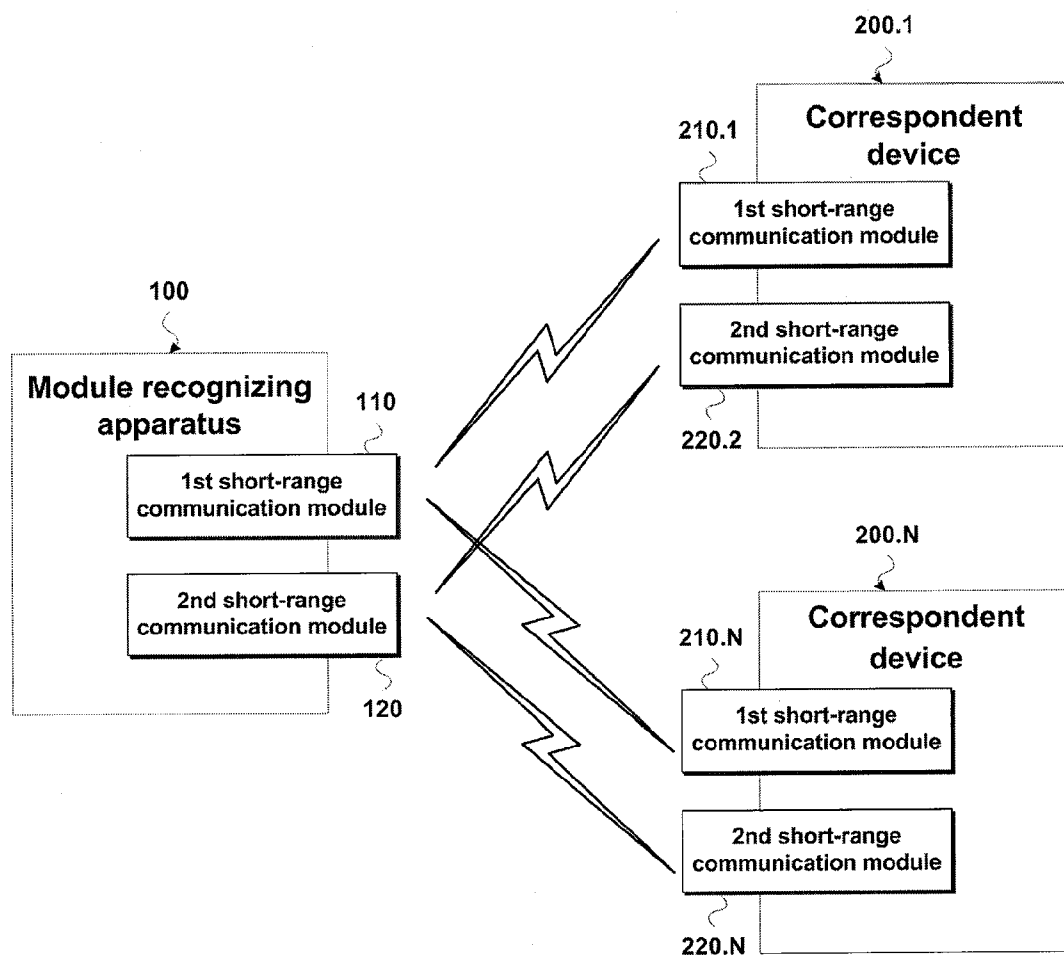 200.1
Correspondent
device
210.1
1st short-range
communication module
2nd short-range
communication module
220.2
100
Module recognizing
apparatus
110
1st short-range
communication module
2nd short-range
communication module
120
200.N
Correspondent
device
210.N
1st short-range
communication module
2nd short-range
communication module
220.N